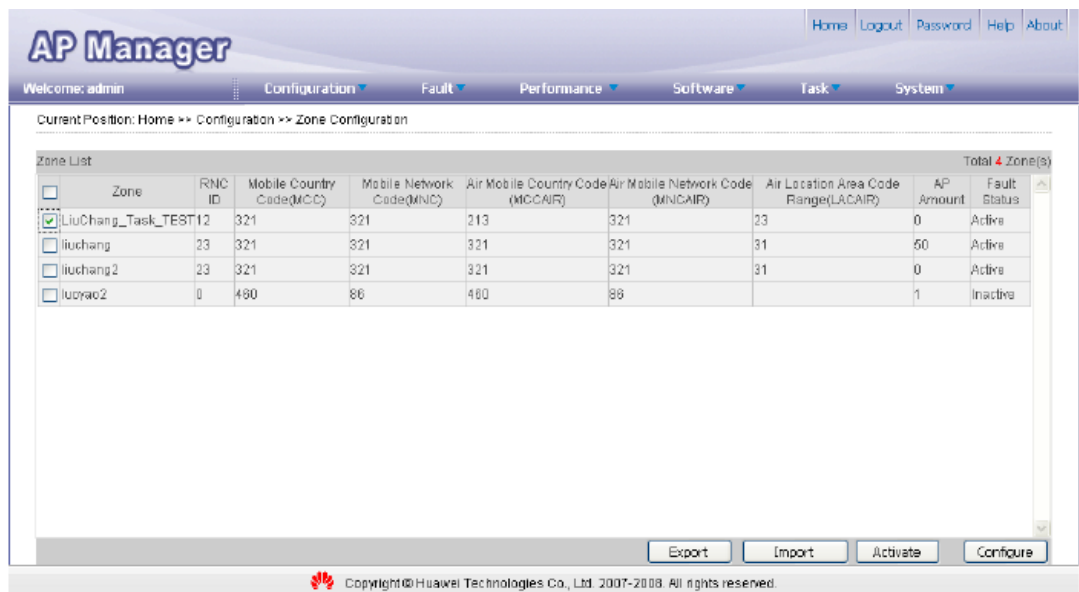 Home Logout Password Help About
AP Manager
Welcome: admin Configuration Fault Performance Software Task System
Current Position: Home >> Configuration >> Zone Configuration
Zone List Total 4 Zone(s)
Zone RNC ID Mobile Country Code(MCC) Mobile Network Code(MNC) Air Mobile Country Code (MCCAIR) Air Mobile Network Code (MNCAIR) Air Location Area Code Range(LACAIR) AP Amount Fault Status
LiuChang_Task_TEST 12 321 321 213 321 23 0 Active
liuchang 23 321 321 321 321 31 50 Active
liuchang2 23 321 321 321 321 31 0 Active
luoyao2 0 460 86 460 86 1 Inactive
Export Import Activate Configure
Copyright © Huawei Technologies Co., Ltd. 2007-2008. All rights reserved.